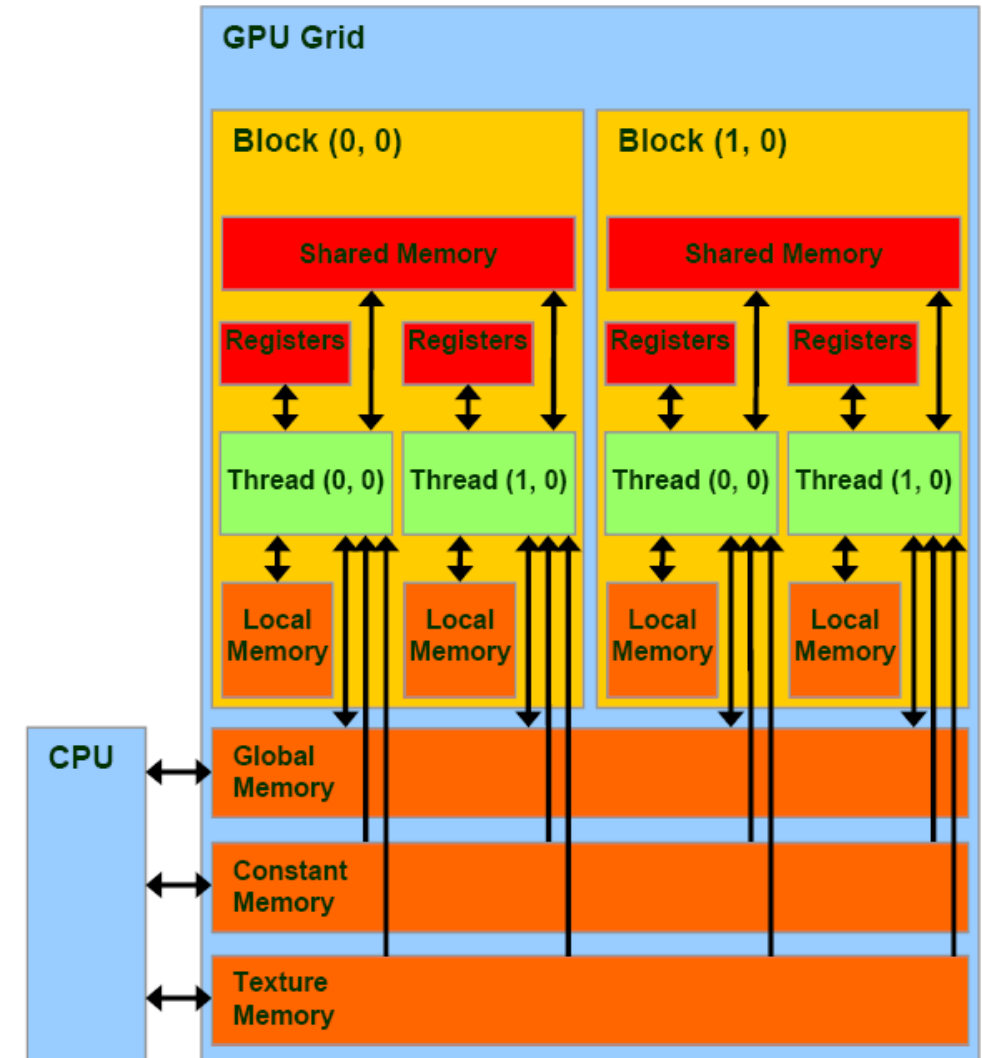 GPU Grid
Block (0, 0)
Block (1, 0)
Shared Memory
Shared Memory
Registers
Registers
Registers
Registers
Thread (0, 0)
Thread (1, 0)
Thread (0, 0)
Thread (1, 0)
Local
Memory
Local
Memory
Local
Memory
Local
Memory
CPU
Global
Memory
Constant
Memory
Texture
Memory